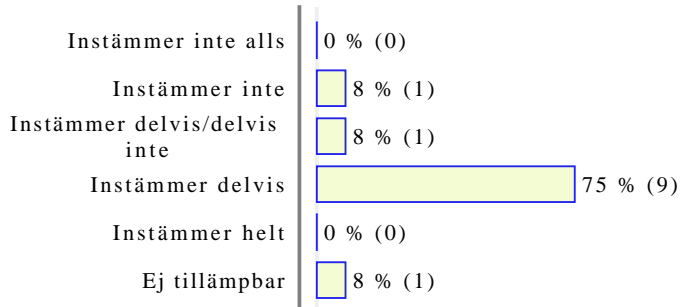 Instämmer inte alls 0 % (0)
Instämmer inte 8 % (1)
Instämmer delvis/delvis
inte 8 % (1)
Instämmer delvis 75 % (9)
Instämmer helt 0 % (0)
Ej tillämpbar 8 % (1)